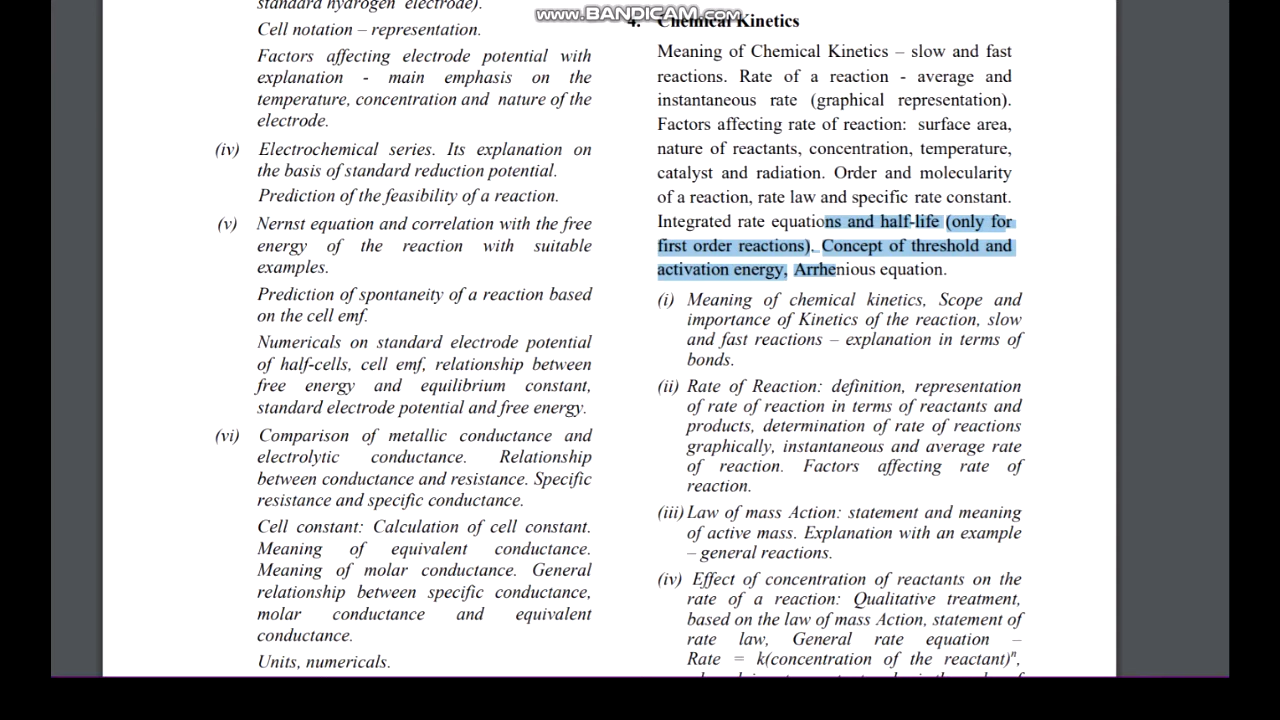 www.BANDICAM.com
standard hydrogen electrode).
Cell notation – representation.
Factors affecting electrode potential with
explanation - main emphasis on the
temperature, concentration and nature of the
electrode.
(iv) Electrochemical series. Its explanation on
the basis of standard reduction potential.
Prediction of the feasibility of a reaction.
(v) Nernst equation and correlation with the free
energy of the reaction with suitable
examples.
Prediction of spontaneity of a reaction based
on the cell emf.
Numericals on standard electrode potential
of half-cells, cell emf, relationship between
free energy and equilibrium constant,
standard electrode potential and free energy.
(vi) Comparison of metallic conductance and
electrolytic conductance. Relationship
between conductance and resistance. Specific
resistance and specific conductance.
Cell constant: Calculation of cell constant.
Meaning of equivalent conductance.
Meaning of molar conductance. General
relationship between specific conductance,
molar conductance and equivalent
conductance.
Units, numericals.
4. Chemical Kinetics
Meaning of Chemical Kinetics – slow and fast
reactions. Rate of a reaction - average and
instantaneous rate (graphical representation).
Factors affecting rate of reaction: surface area,
nature of reactants, concentration, temperature,
catalyst and radiation. Order and molecularity
of a reaction, rate law and specific rate constant.
Integrated rate equations and half-life (only for
first order reactions). Concept of threshold and
activation energy, Arrhenious equation.
(i) Meaning of chemical kinetics, Scope and
importance of Kinetics of the reaction, slow
and fast reactions – explanation in terms of
bonds.
(ii) Rate of Reaction: definition, representation
of rate of reaction in terms of reactants and
products, determination of rate of reactions
graphically, instantaneous and average rate
of reaction. Factors affecting rate of
reaction.
(iii) Law of mass Action: statement and meaning
of active mass. Explanation with an example
– general reactions.
(iv) Effect of concentration of reactants on the
rate of a reaction: Qualitative treatment,
based on the law of mass Action, statement of
rate law, General rate equation –
Rate = k(concentration of the reactant)ⁿ,